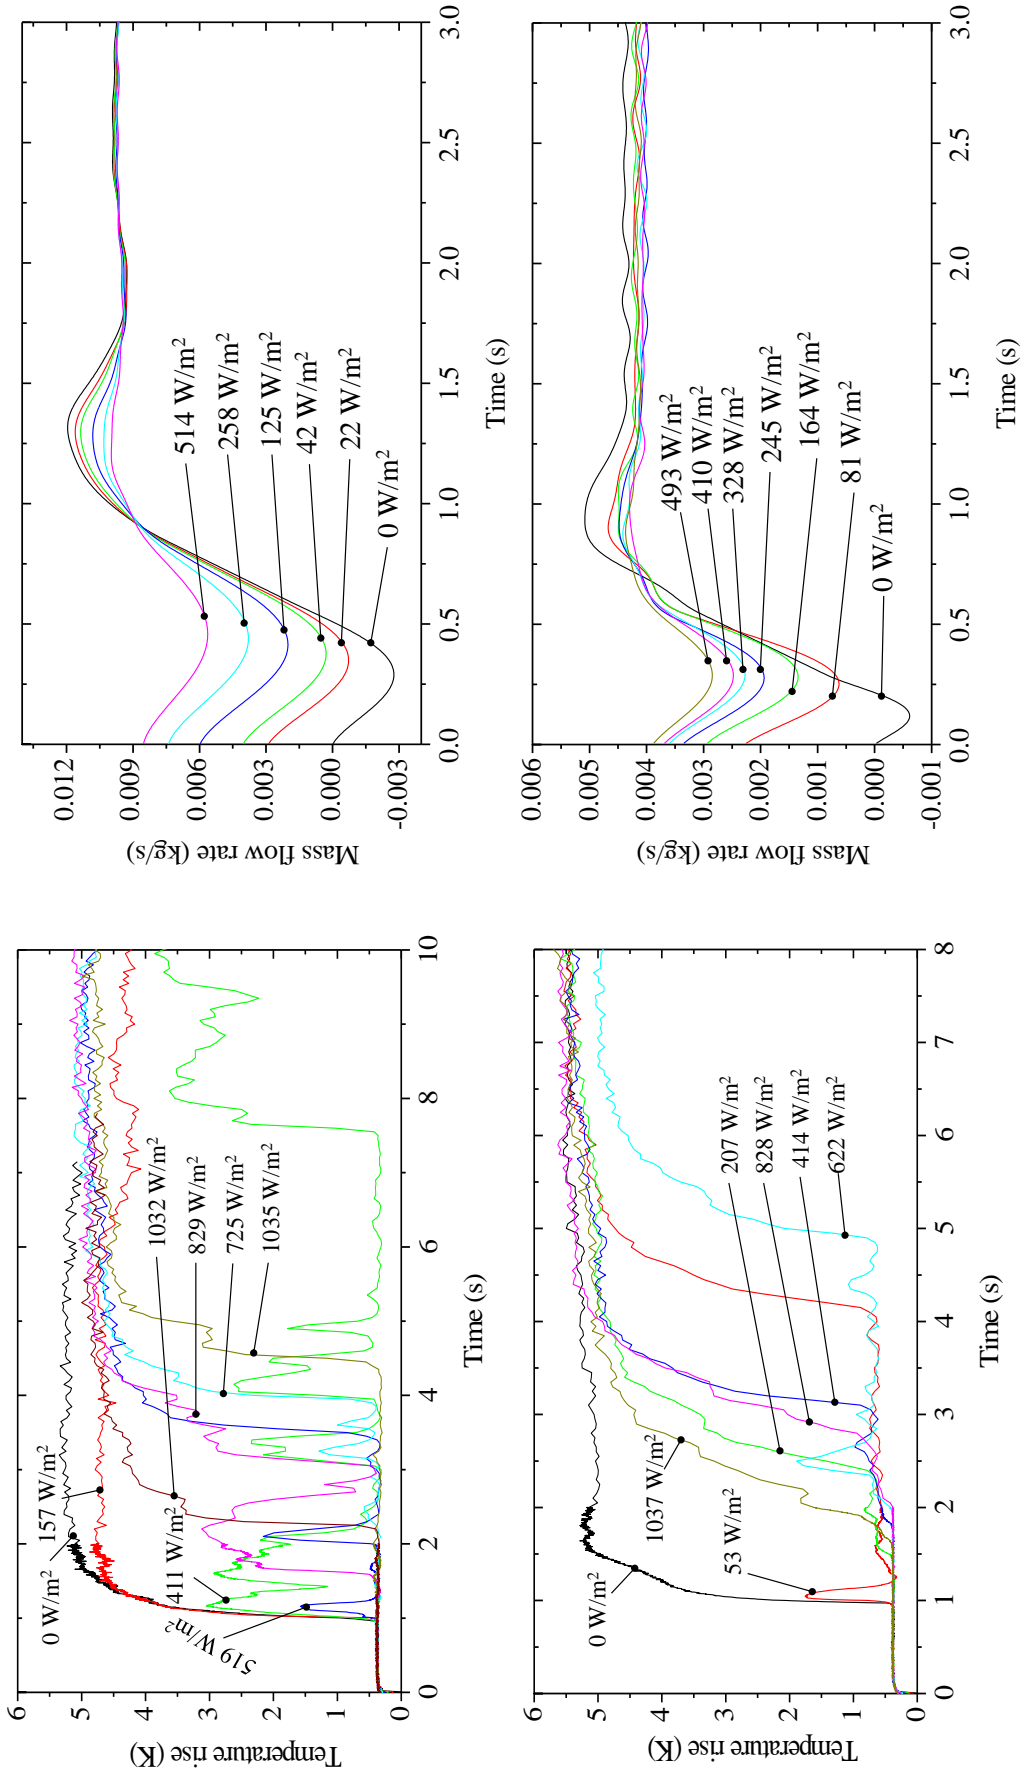 6
5
4
3
2
1
0
Temperature rise (K)
0 W/m²
157 W/m²
1032 W/m²
829 W/m²
725 W/m²
1035 W/m²
411 W/m²
519 W/m²
0 2 4 6 8 10
Time (s)
0.012
0.009
0.006
0.003
0.000
-0.003
Mass flow rate (kg/s)
514 W/m²
258 W/m²
125 W/m²
42 W/m²
22 W/m²
0 W/m²
0.0 0.5 1.0 1.5 2.0 2.5 3.0
Time (s)
6
5
4
3
2
1
0
Temperature rise (K)
0 W/m²
1037 W/m²
53 W/m²
207 W/m²
828 W/m²
414 W/m²
622 W/m²
0 1 2 3 4 5 6 7 8
Time (s)
0.006
0.005
0.004
0.003
0.002
0.001
0.000
-0.001
Mass flow rate (kg/s)
493 W/m²
410 W/m²
328 W/m²
245 W/m²
164 W/m²
81 W/m²
0 W/m²
0.0 0.5 1.0 1.5 2.0 2.5 3.0
Time (s)